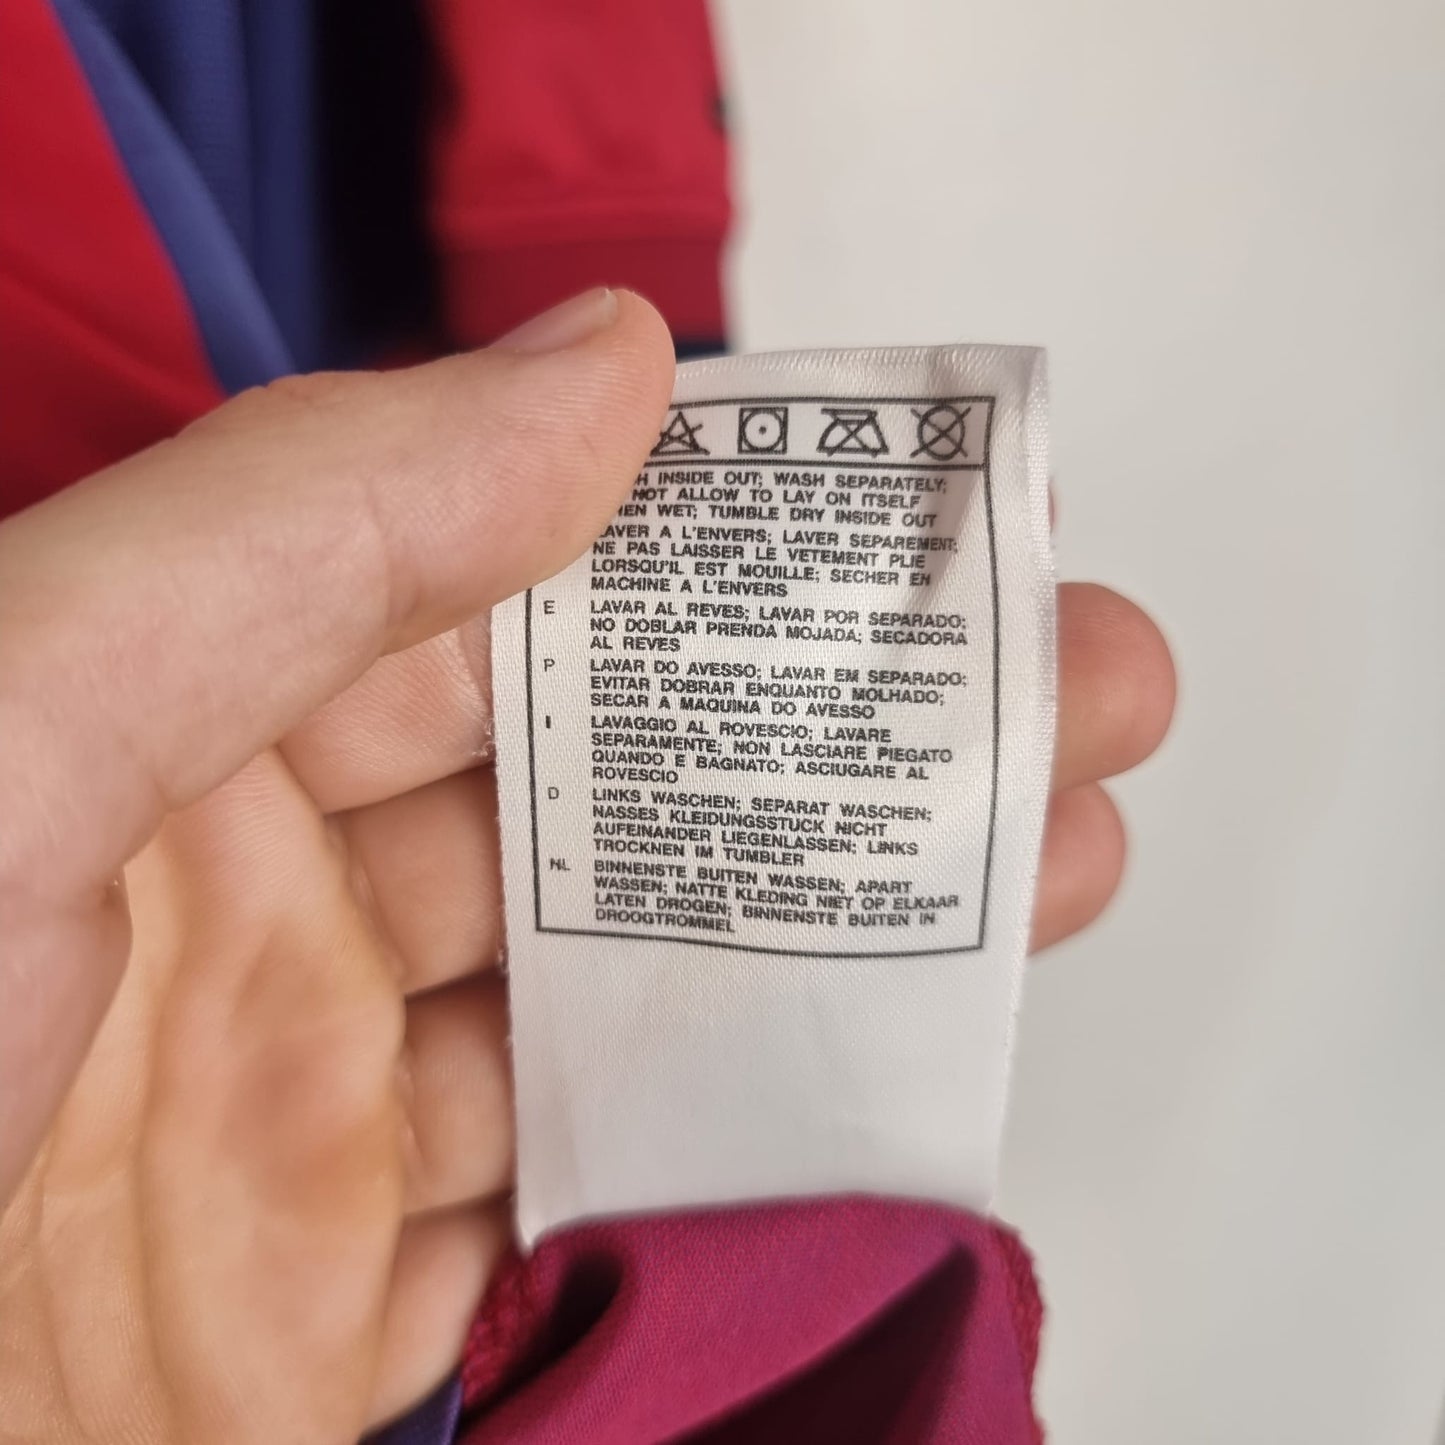 INSIDE OUT; WASH SEPARATELY;
NOT ALLOW TO LAY ON ITSELF
WET; TUMBLE DRY INSIDE OUT
LAVER A L'ENVERS; LAVER SEPAREMENT;
NE PAS LAISSER LE VETEMENT PLIE
LORSQU'IL EST MOUILLE; SECHER EN
MACHINE A L'ENVERS
E LAVAR AL REVES; LAVAR POR SEPARADO;
NO DOBLAR PRENDA MOJADA; SECADORA
AL REVES
P LAVAR DO AVESSO; LAVAR EM SEPARADO;
EVITAR DOBRAR ENQUANTO MOLHADO;
SECAR A MAQUINA DO AVESSO
I LAVAGGIO AL ROVESCIO; LAVARE
SEPARAMENTE; NON LASCIARE PIEGATO
QUANDO E BAGNATO; ASCIUGARE AL
ROVESCIO
D LINKS WASCHEN; SEPARAT WASCHEN;
NASSES KLEIDUNGSSTUCK NICHT
AUFEINANDER LIEGENLASSEN; LINKS
TROCKNEN IM TUMBLER
NL BINNENSTE BUITEN WASSEN; APART
WASSEN; NATTE KLEDING NIET OP ELKAAR
LATEN DROGEN; BINNENSTE BUITEN IN
DROOGTROMMEL